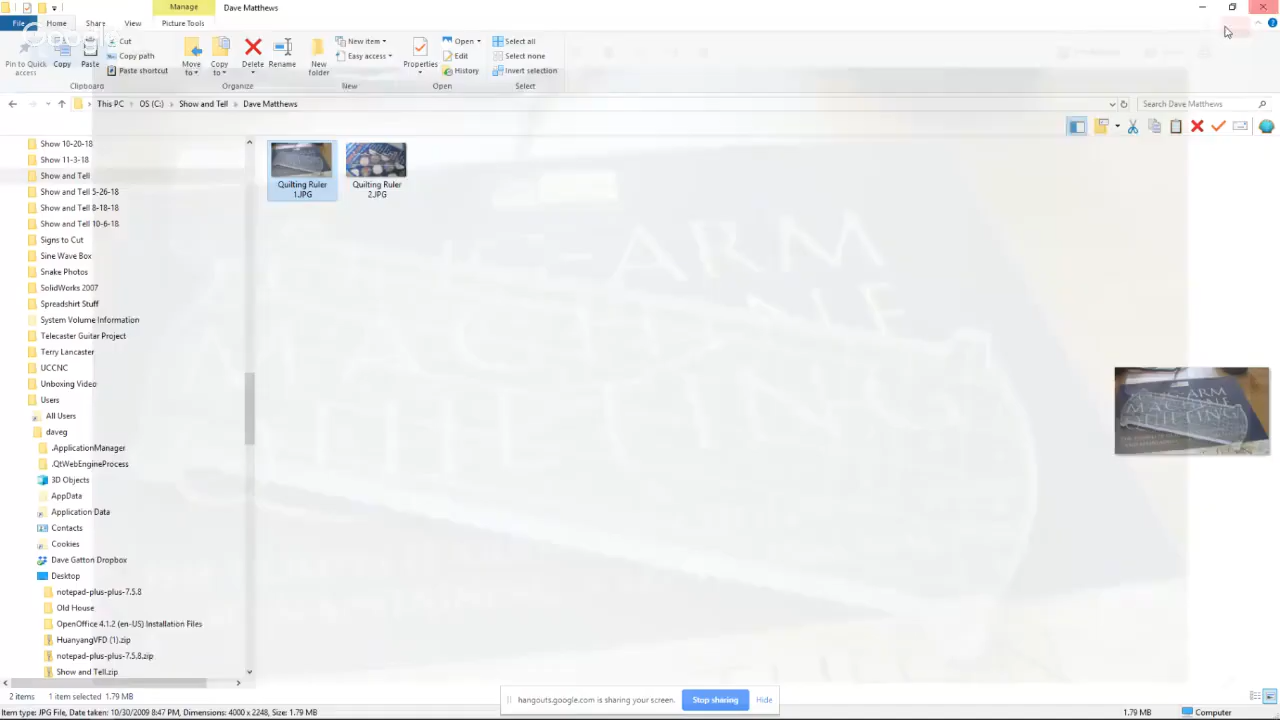 Manage
Dave Matthews
File
Home
Share
View
Picture Tools
Pin to Quick access
Copy
Paste
Cut
Copy path
Paste shortcut
Clipboard
Move to
Copy to
Delete
Rename
Organize
New folder
New item
Easy access
New
Properties
Open
Edit
History
Open
Select all
Select none
Invert selection
Select
This PC > OS (C:) > Show and Tell > Dave Matthews
Search Dave Matthews
Show 10-20-18
Show 11-3-18
Show and Tell
Show and Tell 5-26-18
Show and Tell 8-18-18
Show and Tell 10-6-18
Signs to Cut
Sine Wave Box
Snake Photos
SolidWorks 2007
Spreadshirt Stuff
System Volume Information
Telecaster Guitar Project
Terry Lancaster
UCCNC
Unboxing Video
Users
All Users
daveg
.ApplicationManager
.QtWebEngineProcess
3D Objects
AppData
Application Data
Contacts
Cookies
Dave Gatton Dropbox
Desktop
notepad-plus-plus-7.5.8
Old House
OpenOffice 4.1.2 (en-US) Installation Files
HuanyangVFD (1).zip
notepad-plus-plus-7.5.8.zip
Show and Tell.zip
Quilting Ruler 1.JPG
Quilting Ruler 2.JPG
ARM
hangouts.google.com is sharing your screen.
Stop sharing
Hide
2 items
1 item selected 1.79 MB
Item type: JPG File, Date taken: 10/30/2009 8:47 PM, Dimensions: 4000 x 2248, Size: 1.79 MB
1.79 MB
Computer